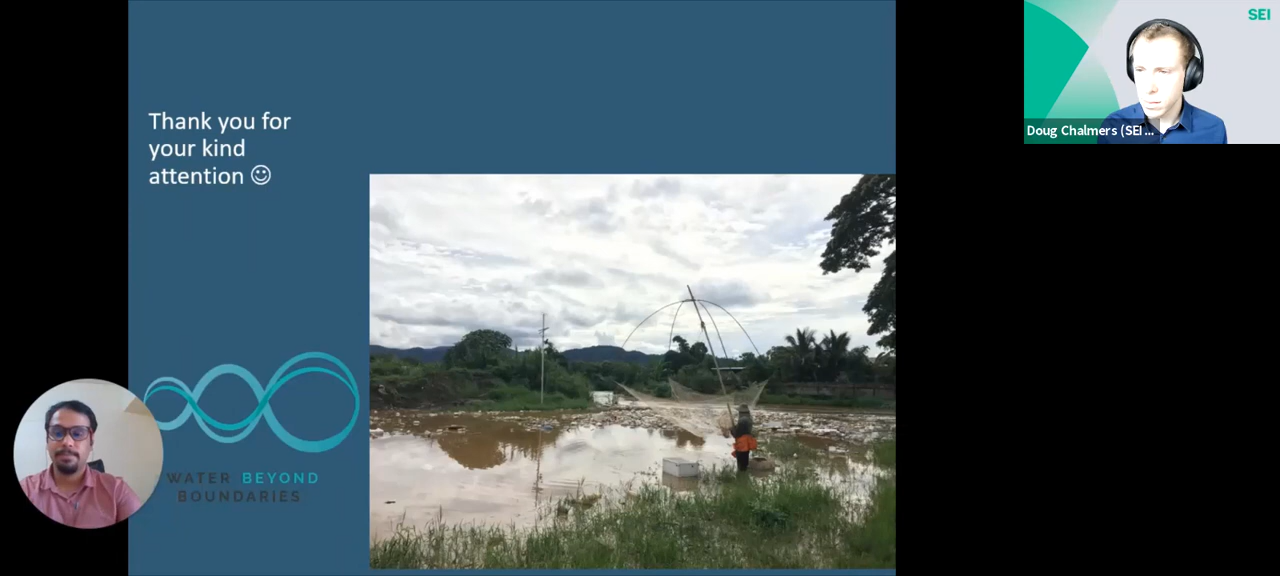 Thank you for
your kind
attention ☺
WATER BEYOND
BOUNDARIES
SEI
Doug Chalmers (SEI ...